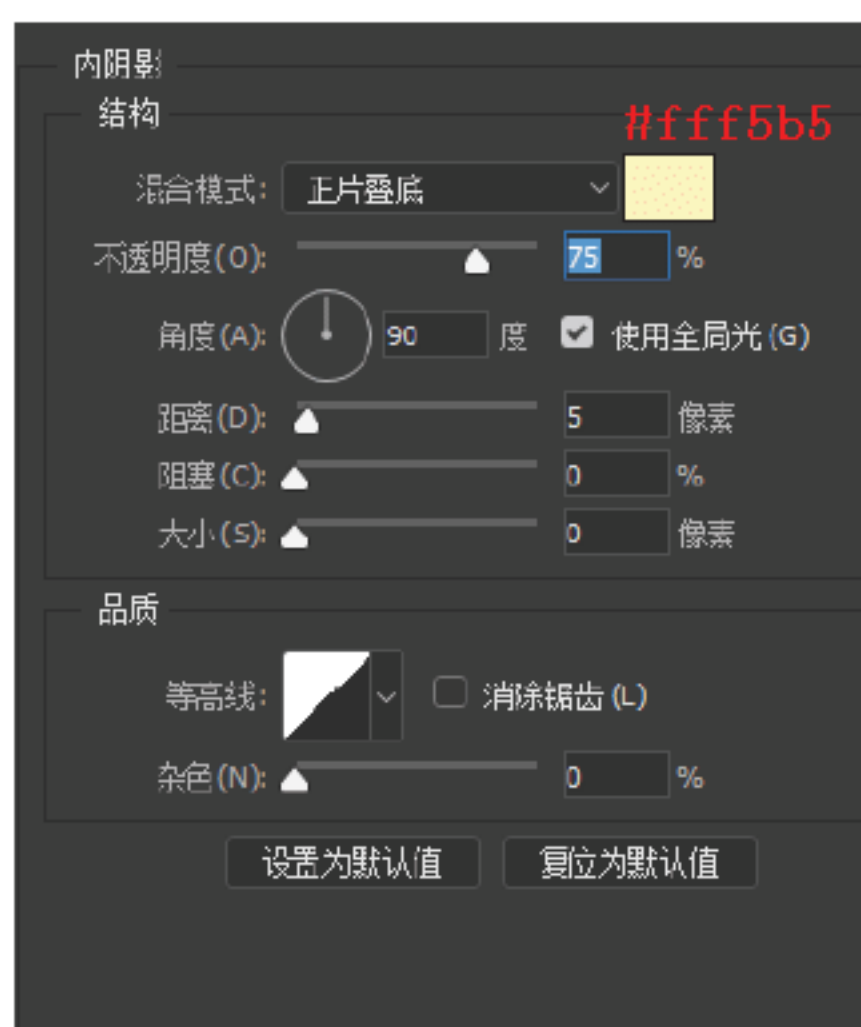 内阴影
结构
#fff5b5
混合模式: 正片叠底
不透明度(O): 75 %
角度(A): 90 度 使用全局光(G)
距离(D): 5 像素
阻塞(C): 0 %
大小(S): 0 像素
品质
等高线: 消除锯齿(L)
杂色(N): 0 %
设置为默认值 复位为默认值